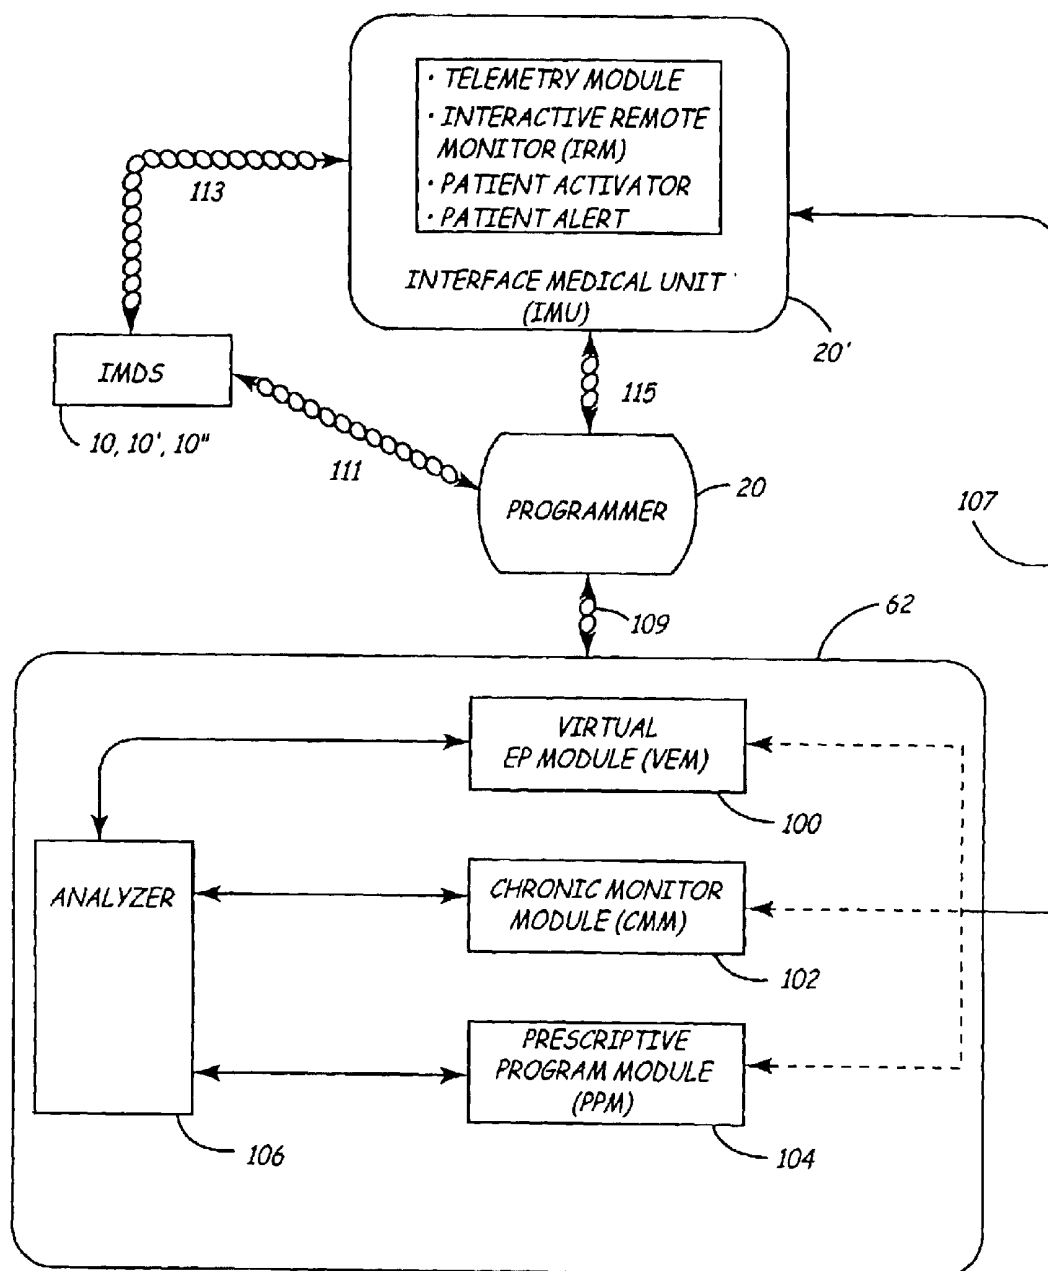 · TELEMETRY MODULE
· INTERACTIVE REMOTE
MONITOR (IRM)
· PATIENT ACTIVATOR
· PATIENT ALERT
INTERFACE MEDICAL UNIT
(IMU)
20'
113
IMDS
10, 10', 10"
115
111
PROGRAMMER
20
107
109
62
VIRTUAL
EP MODULE (VEM)
100
ANALYZER
CHRONIC MONITOR
MODULE (CMM)
102
PRESCRIPTIVE
PROGRAM MODULE
(PPM)
106
104